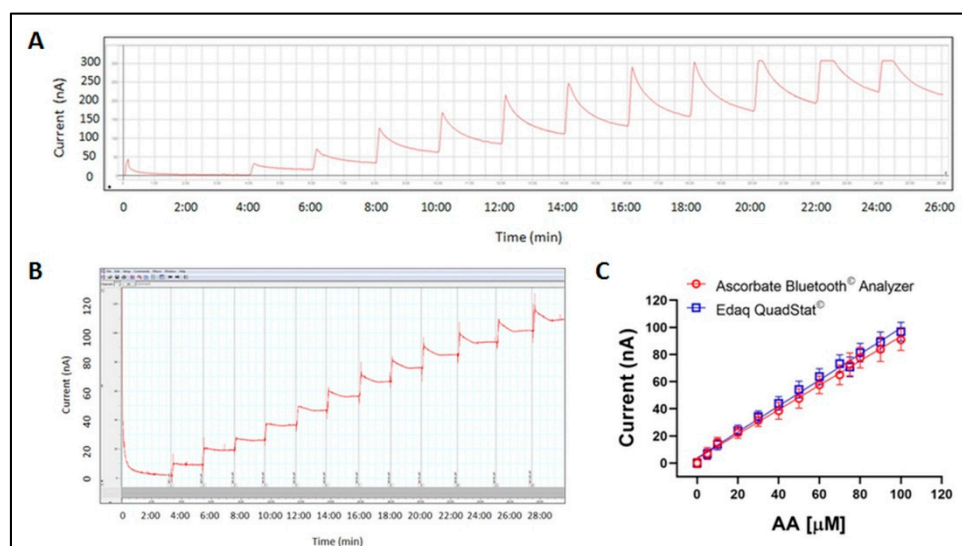 A
300
250
200
150
100
50
0
Current (nA)
0 2:00 4:00 6:00 8:00 10:00 12:00 14:00 16:00 18:00 20:00 22:00 24:00 26:00
Time (min)
B
120
100
80
60
40
20
0
Current (nA)
0 2:00 4:00 6:00 8:00 10:00 12:00 14:00 16:00 18:00 20:00 22:00 24:00 26:00 28:00
Time (min)
C
Ascorbate Bluetooth© Analyzer
Edaq QuadStat©
120
100
80
60
40
20
0
Current (nA)
0 20 40 60 80 100 120
AA [µM]